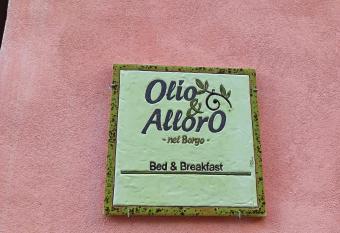 Olio
&
Alloro
- nel Borgo -
Bed & Breakfast